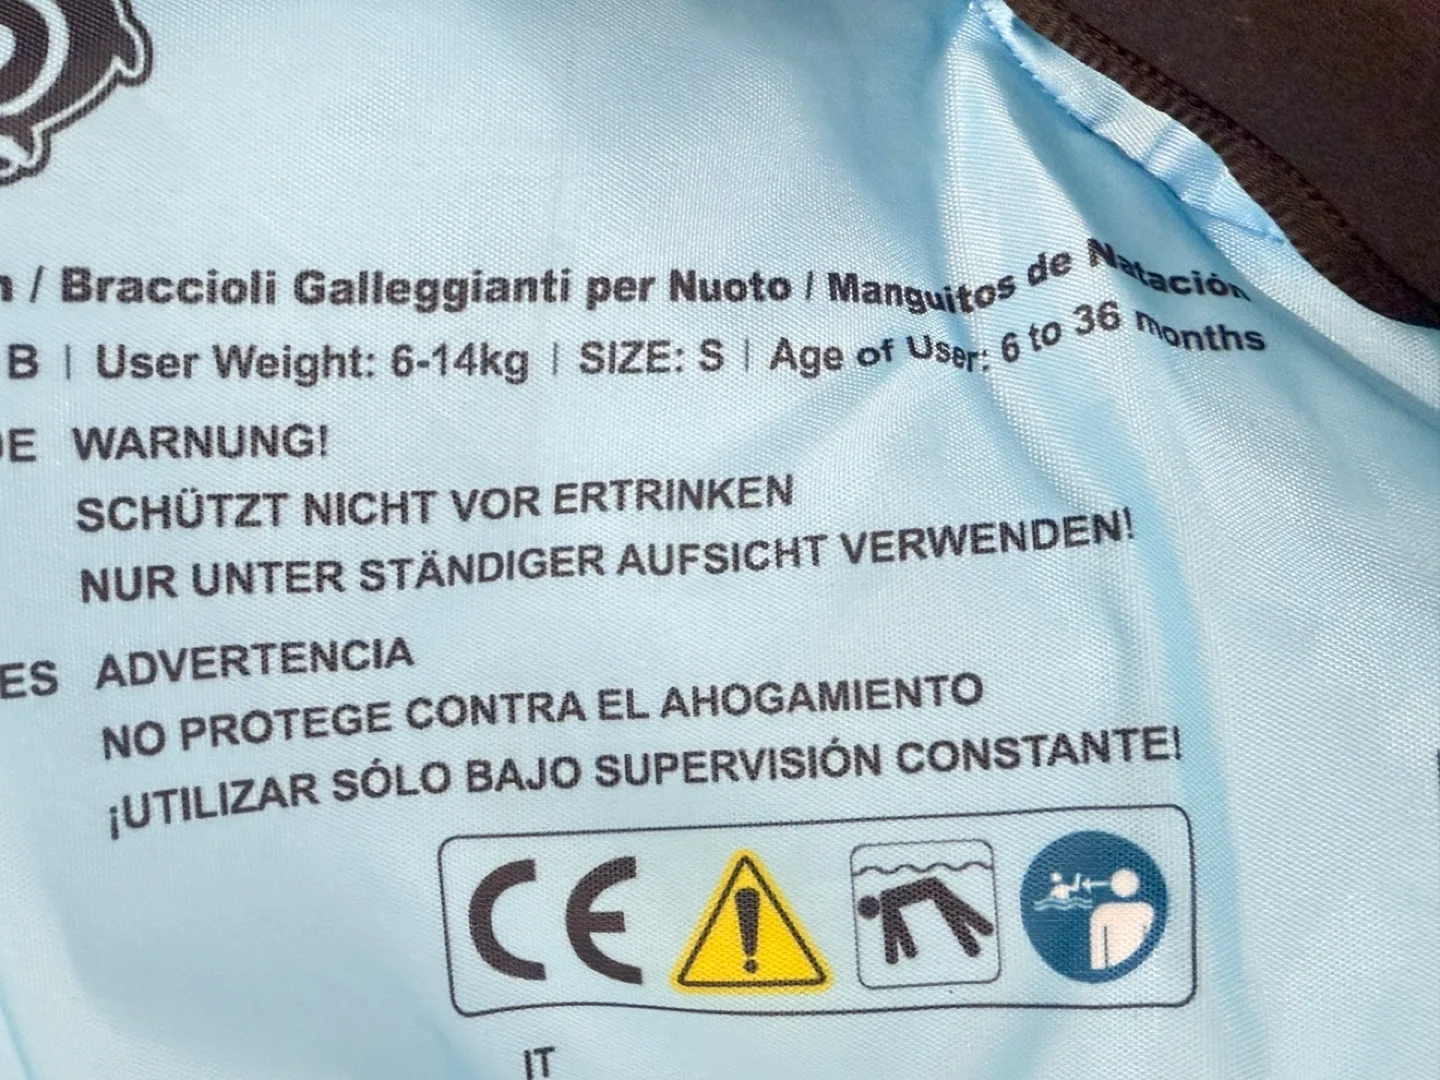 / Braccioli Galleggianti per Nuoto / Manguitos de Natación
B | User Weight: 6-14kg | SIZE: S | Age of User: 6 to 36 months
DE WARNUNG!
SCHÜTZT NICHT VOR ERTRINKEN
NUR UNTER STÄNDIGER AUFSICHT VERWENDEN!
ES ADVERTENCIA
NO PROTEGE CONTRA EL AHOGAMIENTO
¡UTILIZAR SÓLO BAJO SUPERVISIÓN CONSTANTE!
CE
IT